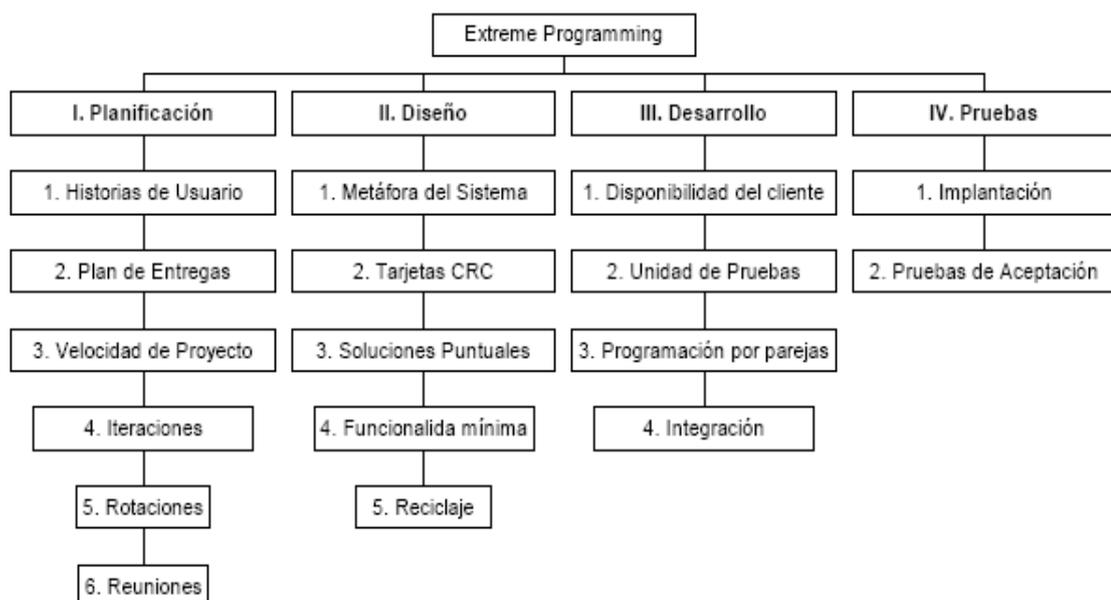 Extreme Programming
I. Planificación
II. Diseño
III. Desarrollo
IV. Pruebas
1. Historias de Usuario
1. Metáfora del Sistema
1. Disponibilidad del cliente
1. Implantación
2. Plan de Entregas
2. Tarjetas CRC
2. Unidad de Pruebas
2. Pruebas de Aceptación
3. Velocidad de Proyecto
3. Soluciones Puntuales
3. Programación por parejas
4. Iteraciones
4. Funcionalida mínima
4. Integración
5. Rotaciones
5. Reciclaje
6. Reuniones